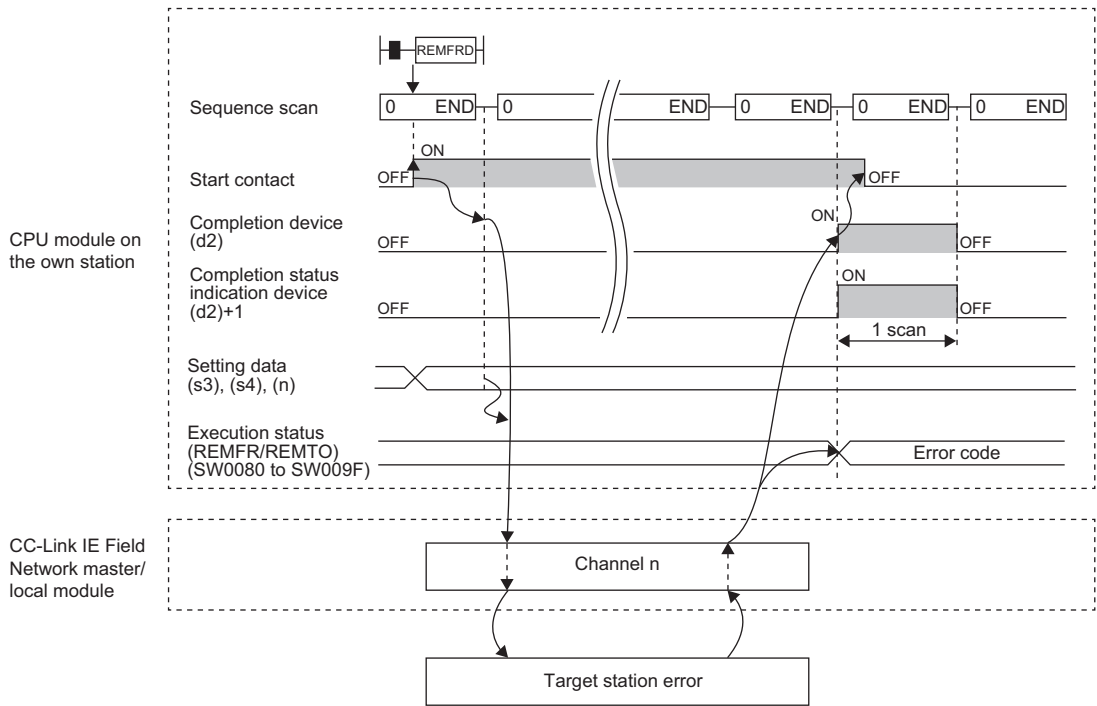 REMFRD
Sequence scan
0 END 0 END 0 END 0 END 0 END
ON
Start contact
OFF
OFF
CPU module on
the own station
Completion device
(d2)
OFF
ON
OFF
Completion status
indication device
(d2)+1
OFF
ON
OFF
1 scan
Setting data
(s3), (s4), (n)
Execution status
(REMFR/REMTO)
(SW0080 to SW009F)
Error code
CC-Link IE Field
Network master/
local module
Channel n
Target station error